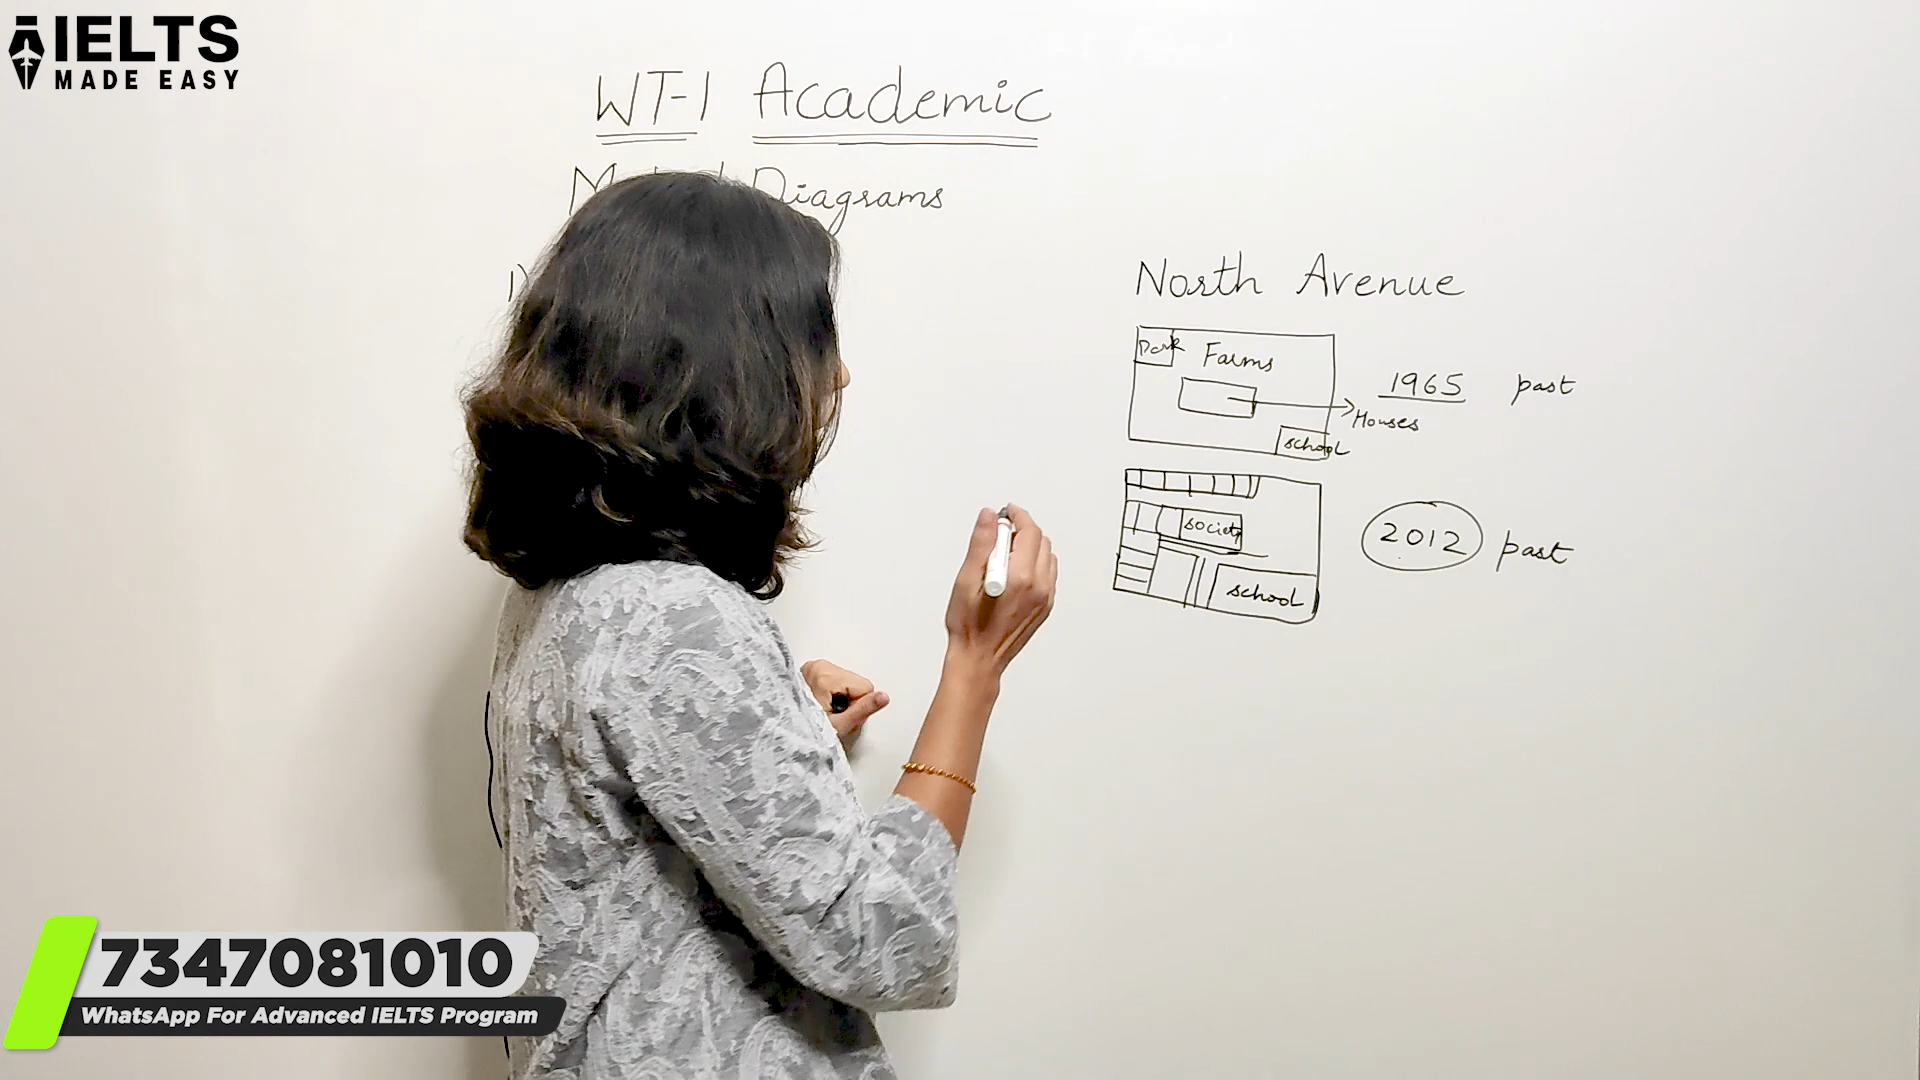 IELTS
MADE EASY
WT-1 Academic
Diagrams
North Avenue
Park Farms
1965 past
Houses
school
society
2012 past
school
7347081010
WhatsApp For Advanced IELTS Program